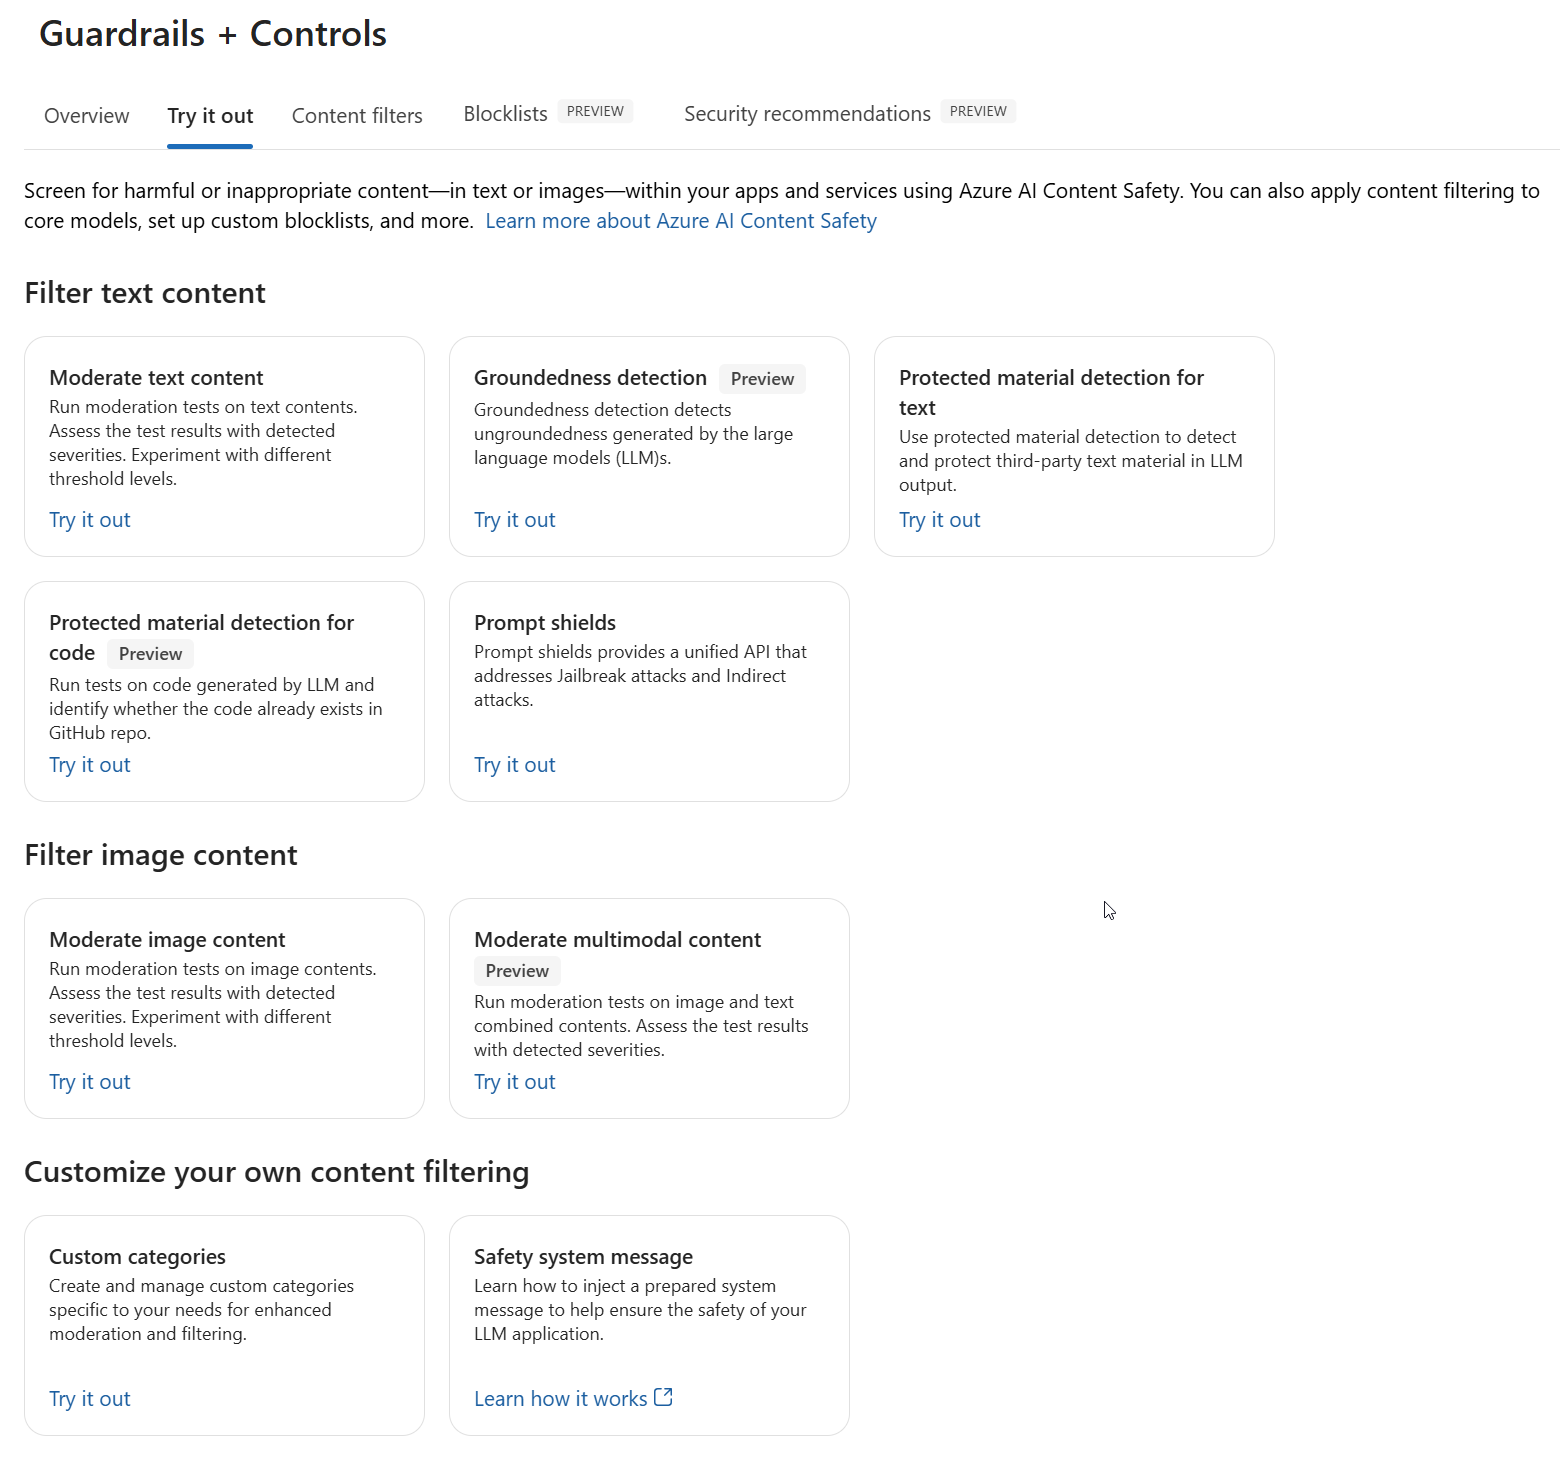 Guardrails + Controls
Overview
Try it out
Content filters
Blocklists PREVIEW
Security recommendations PREVIEW
Screen for harmful or inappropriate content—in text or images—within your apps and services using Azure AI Content Safety. You can also apply content filtering to
core models, set up custom blocklists, and more. Learn more about Azure AI Content Safety
Filter text content
Moderate text content
Run moderation tests on text contents.
Assess the test results with detected
severities. Experiment with different
threshold levels.
Try it out
Groundedness detection Preview
Groundedness detection detects
ungroundedness generated by the large
language models (LLM)s.
Try it out
Protected material detection for
text
Use protected material detection to detect
and protect third-party text material in LLM
output.
Try it out
Protected material detection for
code Preview
Run tests on code generated by LLM and
identify whether the code already exists in
GitHub repo.
Try it out
Prompt shields
Prompt shields provides a unified API that
addresses Jailbreak attacks and Indirect
attacks.
Try it out
Filter image content
Moderate image content
Run moderation tests on image contents.
Assess the test results with detected
severities. Experiment with different
threshold levels.
Try it out
Moderate multimodal content
Preview
Run moderation tests on image and text
combined contents. Assess the test results
with detected severities.
Try it out
Customize your own content filtering
Custom categories
Create and manage custom categories
specific to your needs for enhanced
moderation and filtering.
Try it out
Safety system message
Learn how to inject a prepared system
message to help ensure the safety of your
LLM application.
Learn how it works